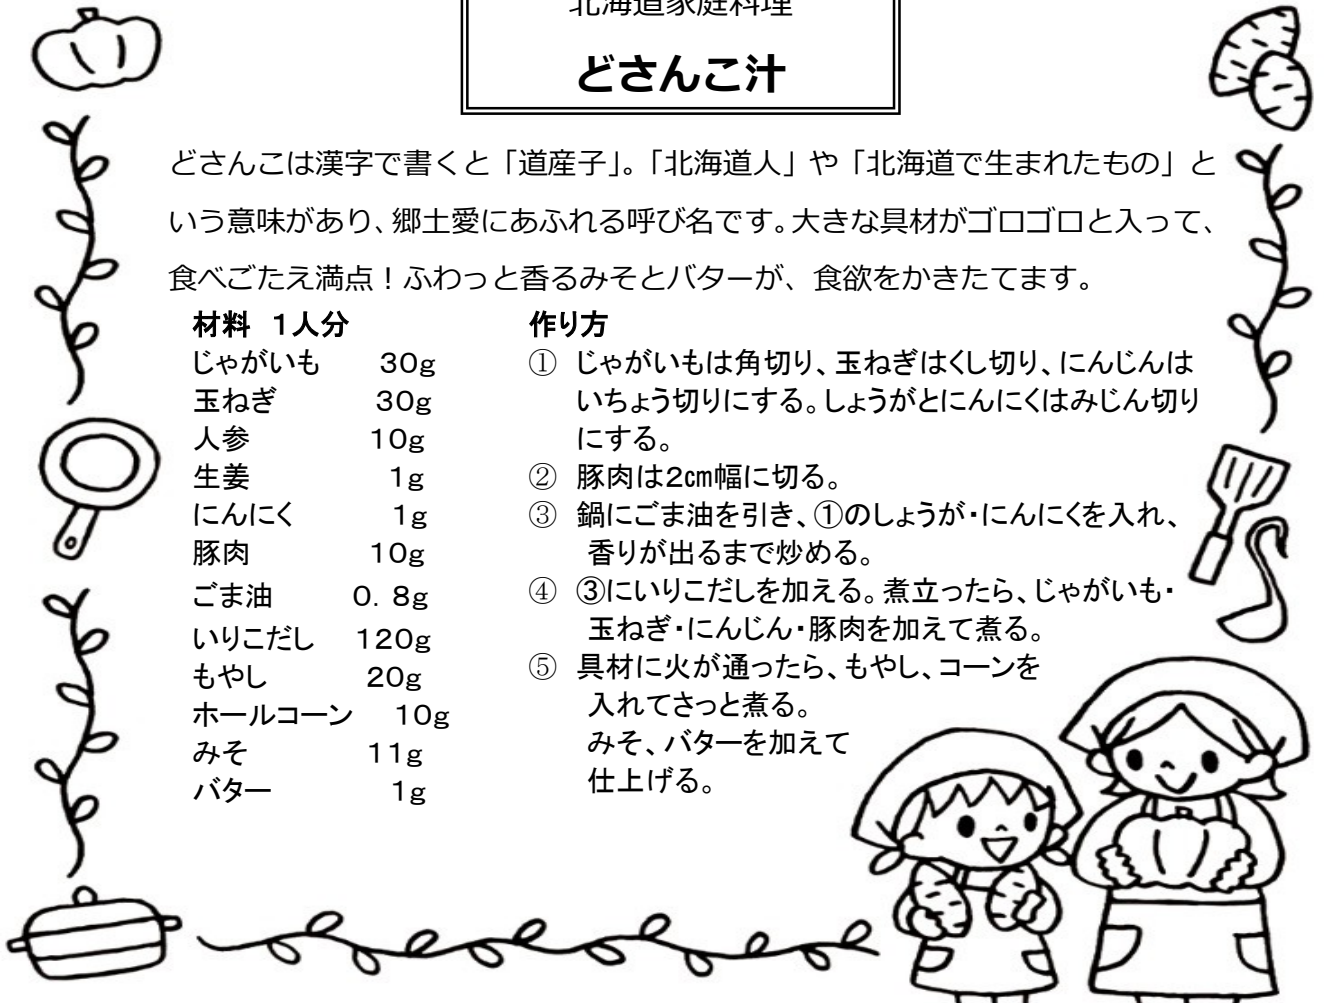 北海道家庭料理
どさんこ汁
どさんこは漢字で書くと「道産子」。「北海道人」や「北海道で生まれたもの」と
いう意味があり、郷土愛にあふれる呼び名です。大きな具材がゴロゴロと入って、
食べごたえ満点！ふわっと香るみそとバターが、食欲をかきたてます。
材料 １人分
じゃがいも 30g
玉ねぎ 30g
人参 10g
生姜 1g
にんにく 1g
豚肉 10g
ごま油 0．8g
いりこだし 120g
もやし 20g
ホールコーン 10g
みそ 11g
バター 1g
作り方
① じゃがいもは角切り、玉ねぎはくし切り、にんじんは
いちょう切りにする。しょうがとにんにくはみじん切り
にする。
② 豚肉は2㎝幅に切る。
③ 鍋にごま油を引き、①のしょうが・にんにくを入れ、
香りが出るまで炒める。
④ ③にいりこだしを加える。煮立ったら、じゃがいも・
玉ねぎ・にんじん・豚肉を加えて煮る。
⑤ 具材に火が通ったら、もやし、コーンを
入れてさっと煮る。
みそ、バターを加えて
仕上げる。